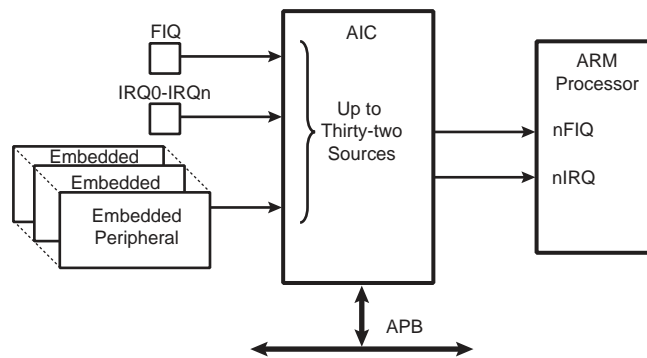 FIQ
IRQ0-IRQn
Embedded
Embedded
Embedded
Peripheral
AIC
Up to
Thirty-two
Sources
ARM
Processor
nFIQ
nIRQ
APB